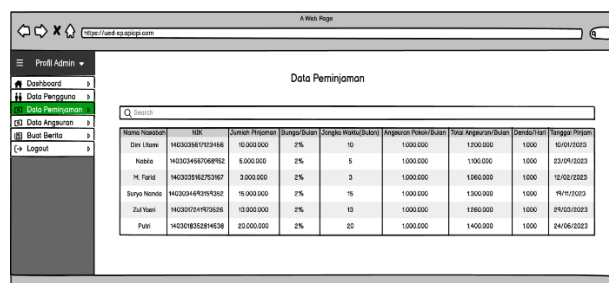 A Web Page
https://ued-sp.apicpi.com
Profil Admin
Data Peminjaman
Dashboard
Data Pengguna
Data Peminjaman
Data Angsuran
Buat Berita
Logout
Search
Nama Nasabah NIK Jumlah Pinjaman Bunga/Bulan Jangka Waktu(Bulan) Angsuran Pokok/Bulan Total Angsuran/Bulan Denda/Hari Tanggal Pinjam
Dini Utami 1403035617123456 10.000.000 2% 10 1.000.000 1.200.000 1.000 10/01/2023
Nabila 1403034567068952 5.000.000 2% 5 1.000.000 1.100.000 1.000 23/09/2023
M. Farid 1403035162753167 3.000.000 2% 3 1.000.000 1.060.000 1.000 12/02/2023
Surya Nanda 1403034693159352 15.000.000 2% 15 1.000.000 1.300.000 1.000 19/11/2023
Zul Yasri 1403017241973526 13.000.000 2% 13 1.000.000 1.260.000 1.000 29/03/2023
Putri 1403018352814538 20.000.000 2% 20 1.000.000 1.400.000 1.000 24/06/2023